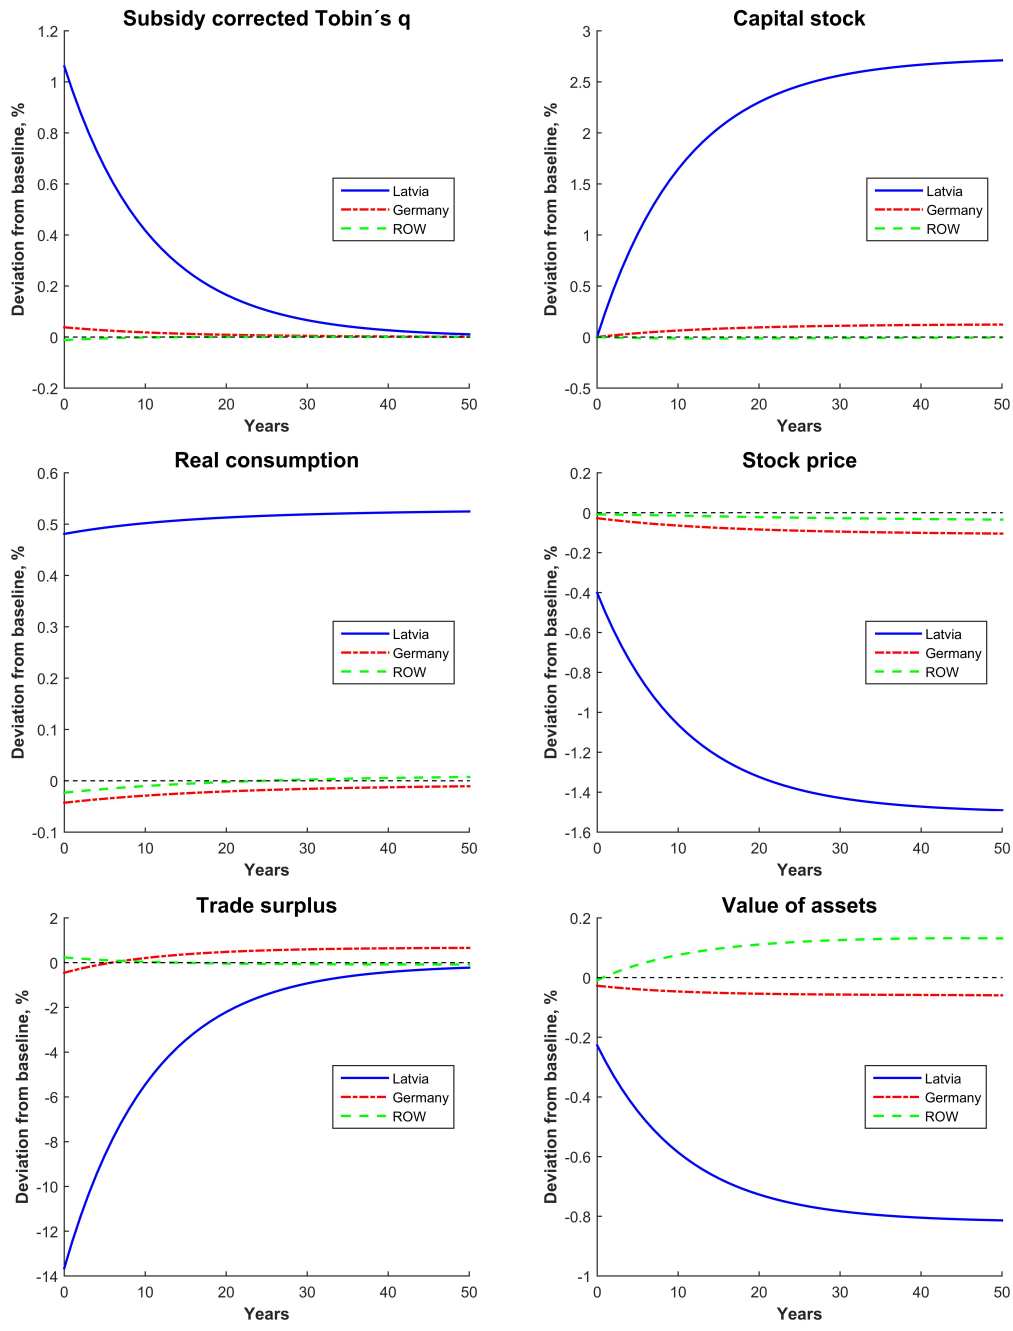 Subsidy corrected Tobin´s q
1.2
1
0.8
0.6
0.4
0.2
0
-0.2
Deviation from baseline, %
Latvia
Germany
ROW
0 10 20 30 40 50
Years
Capital stock
3
2.5
2
1.5
1
0.5
0
-0.5
Deviation from baseline, %
Latvia
Germany
ROW
0 10 20 30 40 50
Years
Real consumption
0.6
0.5
0.4
0.3
0.2
0.1
0
-0.1
Deviation from baseline, %
Latvia
Germany
ROW
0 10 20 30 40 50
Years
Stock price
0.2
0
-0.2
-0.4
-0.6
-0.8
-1
-1.2
-1.4
-1.6
Deviation from baseline, %
Latvia
Germany
ROW
0 10 20 30 40 50
Years
Trade surplus
2
0
-2
-4
-6
-8
-10
-12
-14
Deviation from baseline, %
Latvia
Germany
ROW
0 10 20 30 40 50
Years
Value of assets
0.2
0
-0.2
-0.4
-0.6
-0.8
-1
Deviation from baseline, %
Latvia
Germany
ROW
0 10 20 30 40 50
Years